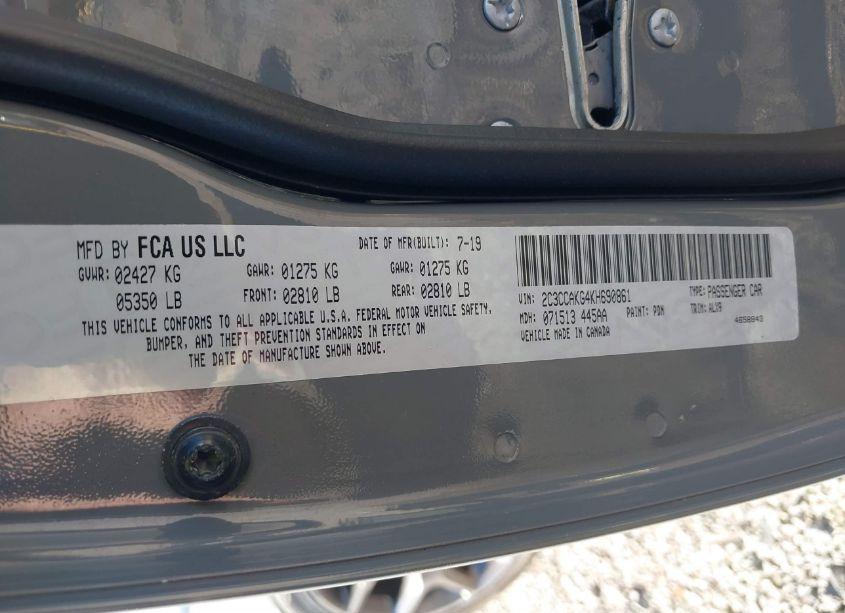 MFD BY FCA US LLC
DATE OF MFR(BUILT): 7-19
GVWR: 02427 KG
GAWR: 01275 KG
GAWR: 01275 KG
05350 LB
FRONT: 02810 LB
REAR: 02810 LB
THIS VEHICLE CONFORMS TO ALL APPLICABLE U.S.A. FEDERAL MOTOR VEHICLE SAFETY,
BUMPER, AND THEFT PREVENTION STANDARDS IN EFFECT ON
THE DATE OF MANUFACTURE SHOWN ABOVE.
VIN: 2C3CCAKG4KH690861
TYPE: PASSENGER CAR
MDH: 071513 445AA
PAINT: PDN
TRIM: ALX9
VEHICLE MADE IN CANADA
4658843